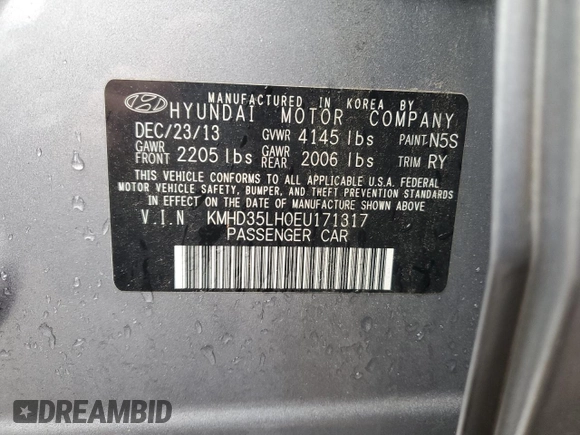 MANUFACTURED IN KOREA BY
HYUNDAI MOTOR COMPANY
DEC/23/13 GVWR 4145 lbs PAINT N5S
GAWR FRONT 2205 lbs GAWR REAR 2006 lbs TRIM RY
THIS VEHICLE CONFORMS TO ALL APPLICABLE U.S.A. FEDERAL
MOTOR VEHICLE SAFETY, BUMPER, AND THEFT PREVENTION STANDARDS
IN EFFECT ON THE DATE OF MANUFACTURE SHOWN ABOVE.
V.I.N KMHD35LH0EU171317
PASSENGER CAR
DREAMBID